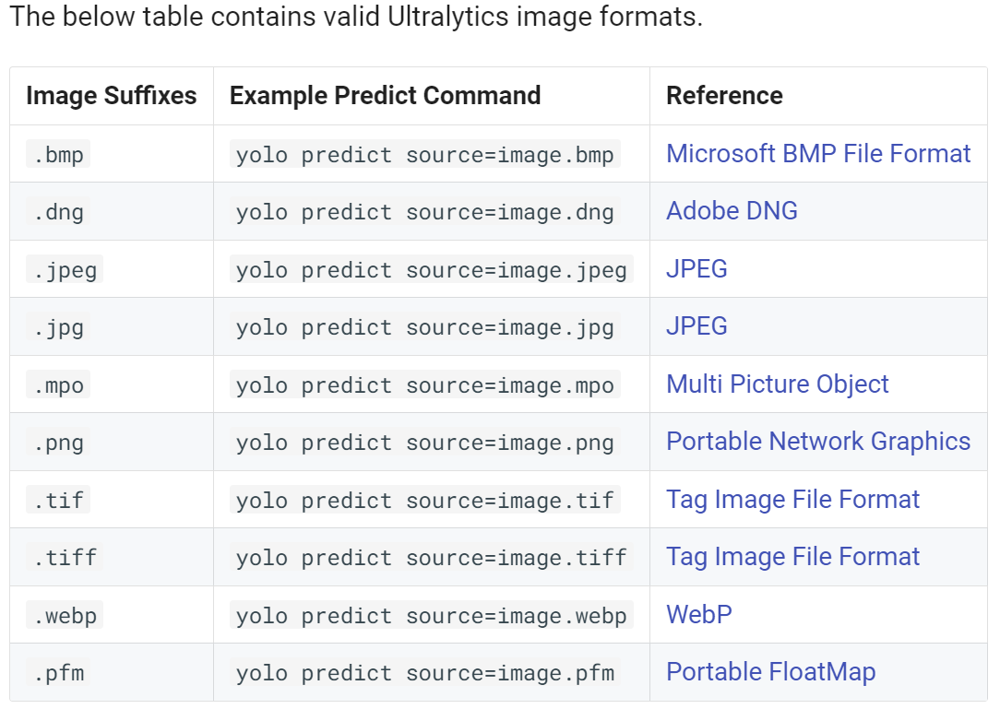 The below table contains valid Ultralytics image formats.
Image Suffixes Example Predict Command Reference
.bmp yolo predict source=image.bmp Microsoft BMP File Format
.dng yolo predict source=image.dng Adobe DNG
.jpeg yolo predict source=image.jpeg JPEG
.jpg yolo predict source=image.jpg JPEG
.mpo yolo predict source=image.mpo Multi Picture Object
.png yolo predict source=image.png Portable Network Graphics
.tif yolo predict source=image.tif Tag Image File Format
.tiff yolo predict source=image.tiff Tag Image File Format
.webp yolo predict source=image.webp WebP
.pfm yolo predict source=image.pfm Portable FloatMap